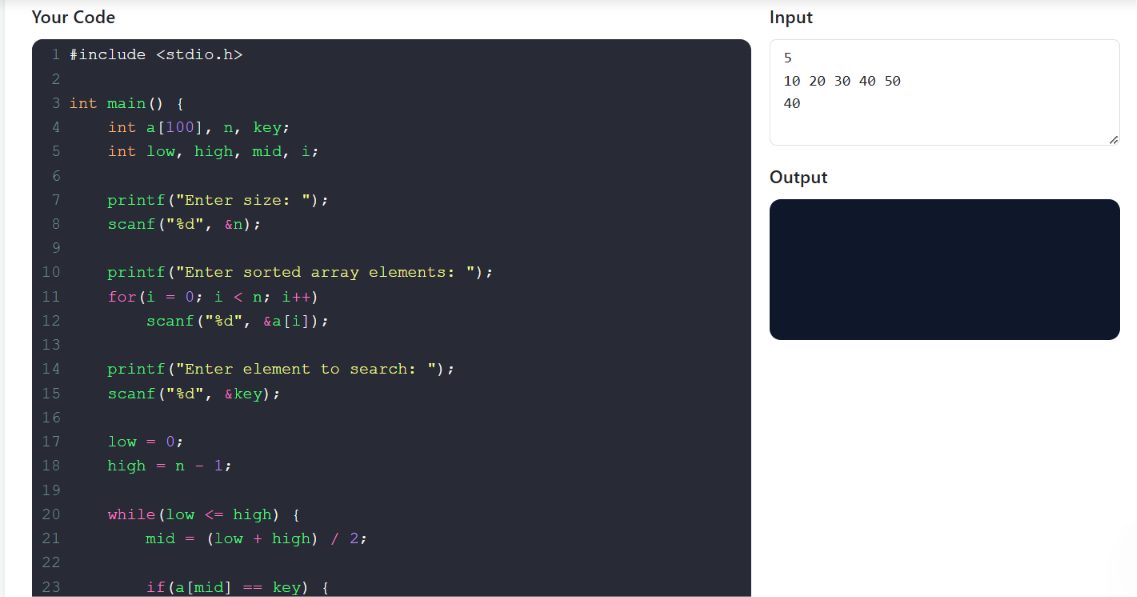 Your Code
1 #include <stdio.h>
2
3 int main() {
4     int a[100], n, key;
5     int low, high, mid, i;
6
7     printf("Enter size: ");
8     scanf("%d", &n);
9
10     printf("Enter sorted array elements: ");
11     for(i = 0; i < n; i++)
12         scanf("%d", &a[i]);
13
14     printf("Enter element to search: ");
15     scanf("%d", &key);
16
17     low = 0;
18     high = n - 1;
19
20     while(low <= high) {
21         mid = (low + high) / 2;
22
23         if(a[mid] == key) {
Input
5
10 20 30 40 50
40
Output